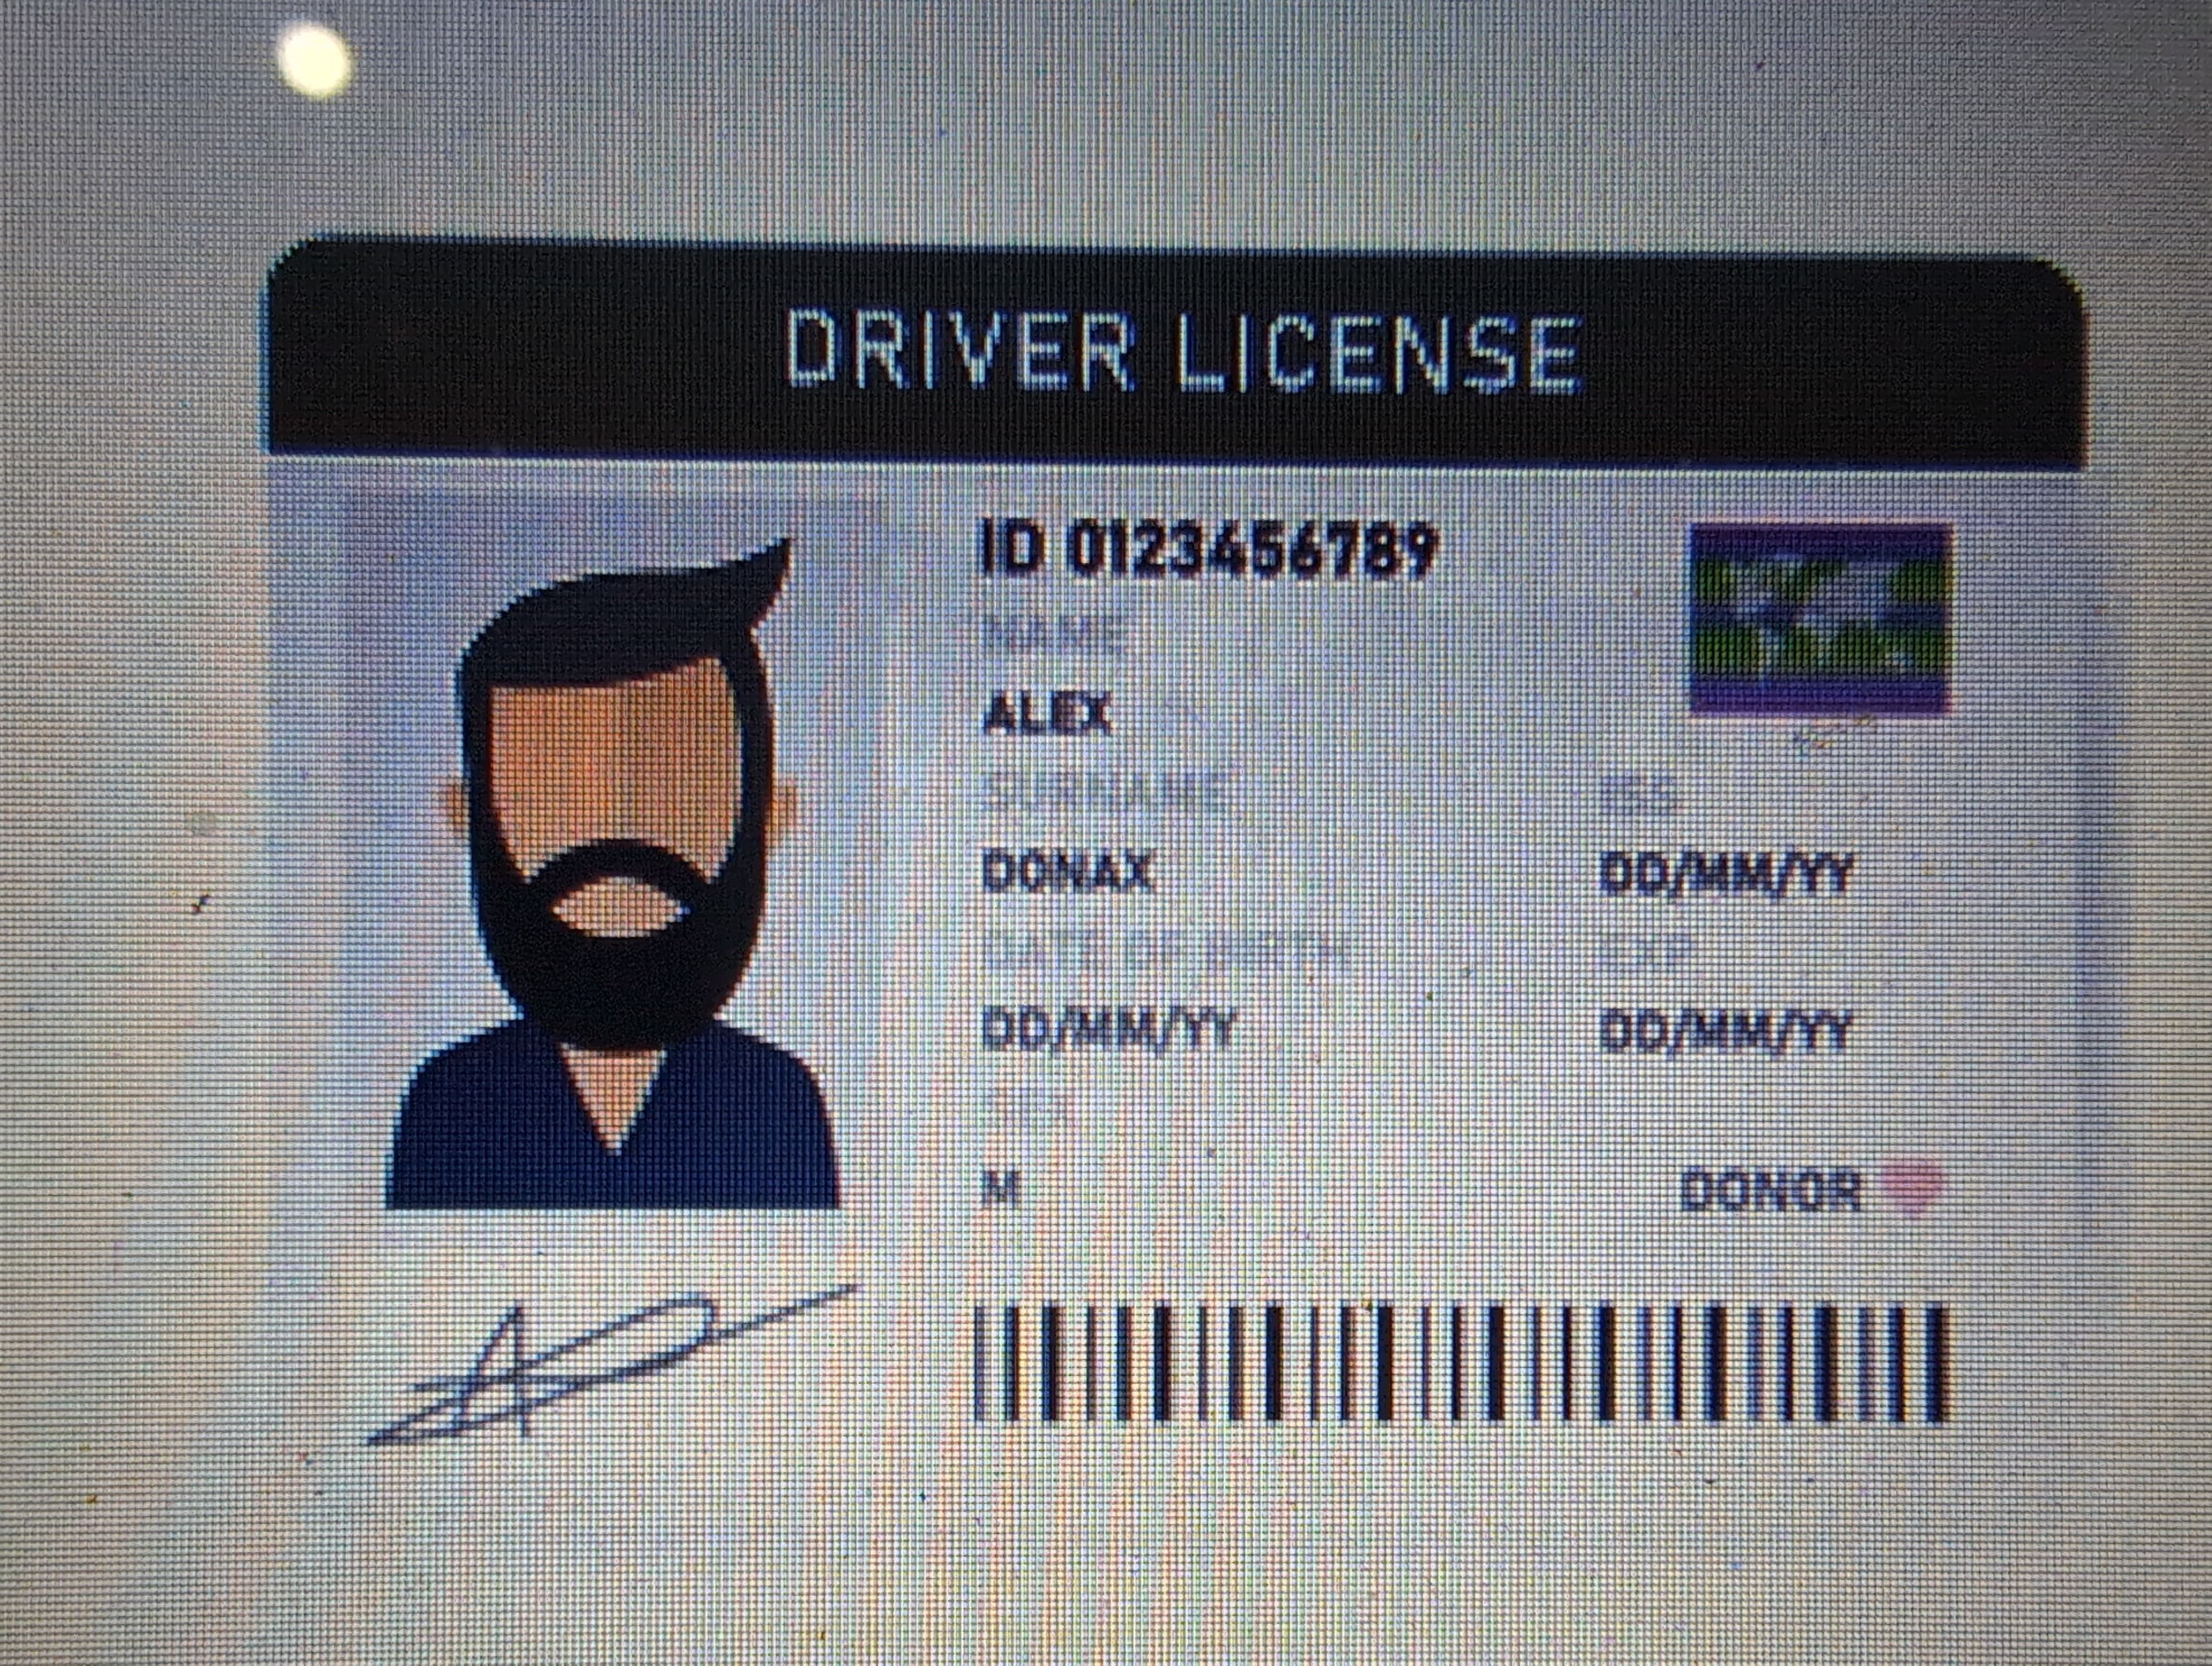 DRIVER LICENSE
ID 0123456789
NAME
ALEX
SURNAME
ISS
DONAX
DD/MM/YY
DATE OF BIRTH
EXP
DD/MM/YY
DD/MM/YY
SEX
M
DONOR